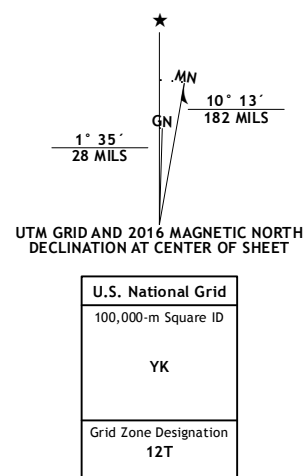 ★
MN
GN
10° 13´
182 MILS
1° 35´
28 MILS
UTM GRID AND 2016 MAGNETIC NORTH
DECLINATION AT CENTER OF SHEET
U.S. National Grid
100,000-m Square ID
YK
Grid Zone Designation
12T